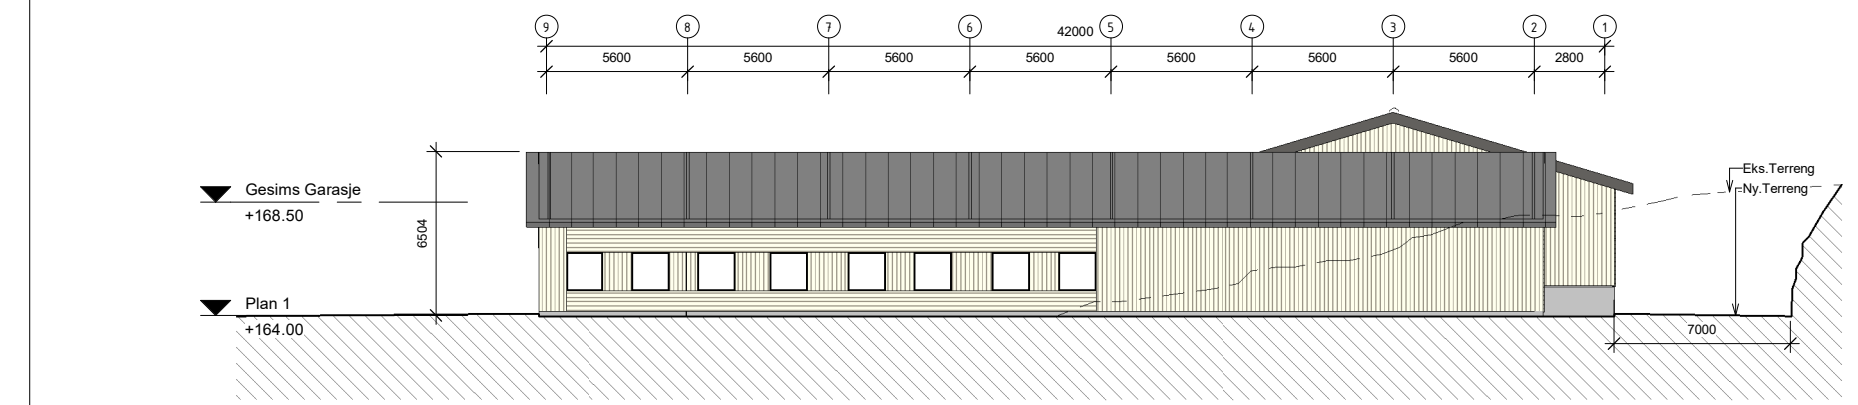 9 8 7 6 5 4 3 2 1
42000
5600 5600 5600 5600 5600 5600 5600 2800
Eks.Terreng
Ny.Terreng
Gesims Garasje
+168.50
6504
Plan 1
+164.00
7000